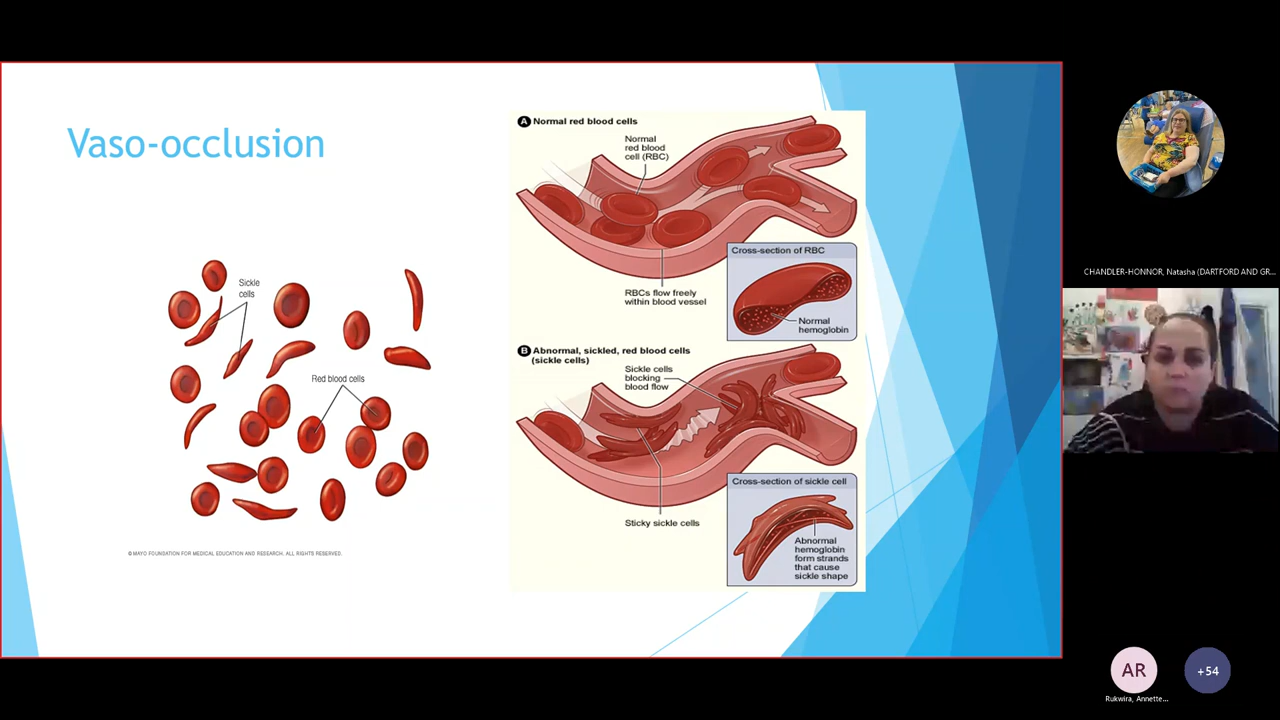 Vaso-occlusion
Sickle
cells
Red blood cells
© MAYO FOUNDATION FOR MEDICAL EDUCATION AND RESEARCH. ALL RIGHTS RESERVED.
A Normal red blood cells
Normal
red blood
cell (RBC)
RBCs flow freely
within blood vessel
Cross-section of RBC
Normal
hemoglobin
B Abnormal, sickled, red blood cells
(sickle cells)
Sickle cells
blocking
blood flow
Sticky sickle cells
Cross-section of sickle cell
Abnormal
hemoglobin
form strands
that cause
sickle shape
CHANDLER-HONNOR, Natasha (DARTFORD AND GR...
AR
Rukwira, Annette...
+54